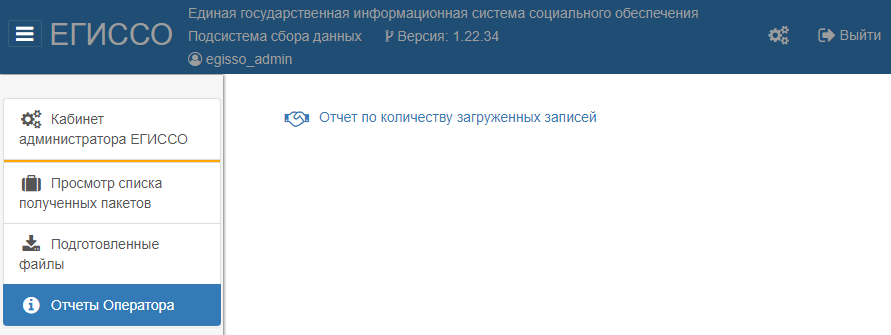 ЕГИССО
Единая государственная информационная система социального обеспечения
Подсистема сбора данных Версия: 1.22.34
egisso_admin
Выйти
Кабинет
администратора ЕГИССО
Просмотр списка
полученных пакетов
Подготовленные
файлы
Отчеты Оператора
Отчет по количеству загруженных записей